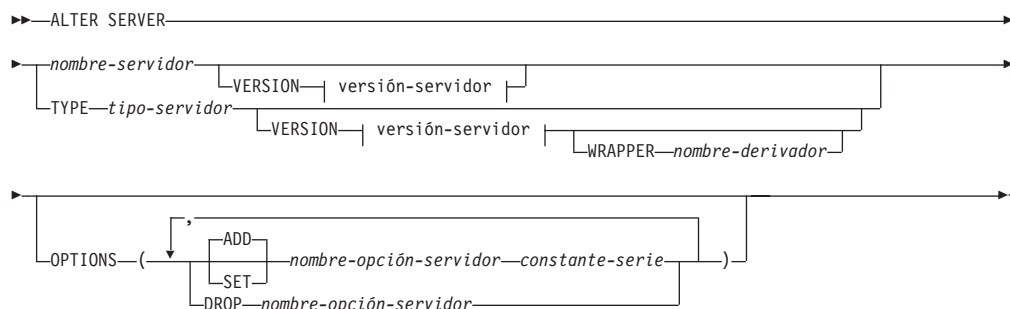 ALTER SERVER
nombre-servidor
VERSION versión-servidor
TYPE tipo-servidor
VERSION versión-servidor
WRAPPER nombre-derivador
,
OPTIONS ( ADD nombre-opción-servidor constante-serie )
SET
DROP nombre-opción-servidor